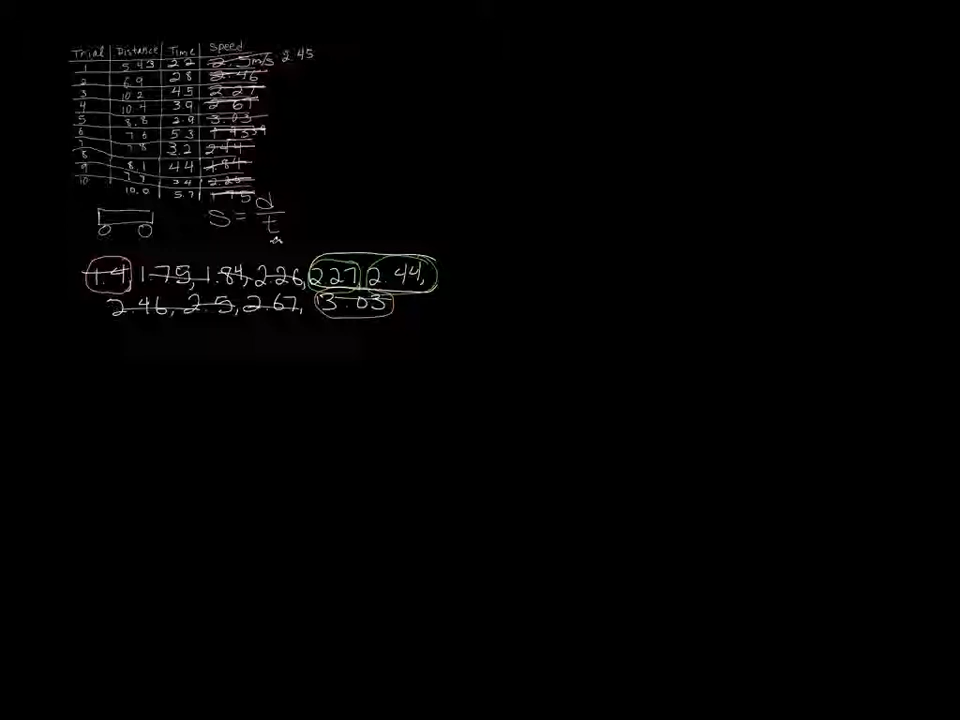 Trial Distance Time Speed
1 5.43 2.2 2.5 m/s 2.45
2 6.9 2.8 2.46
3 10.2 4.5 2.27
4 10.4 3.9 2.67
5 8.8 2.9 3.03
6 7.6 5.3
7 7.8 3.2 2.44
8 8.1 4.4 1.84
9 3.4 2.26
10 10.0 5.7 1.75
S = d
t
1.4, 1.75, 1.84, 2.26, 2.27 2.44,
2.46, 2.5, 2.67, 3.03